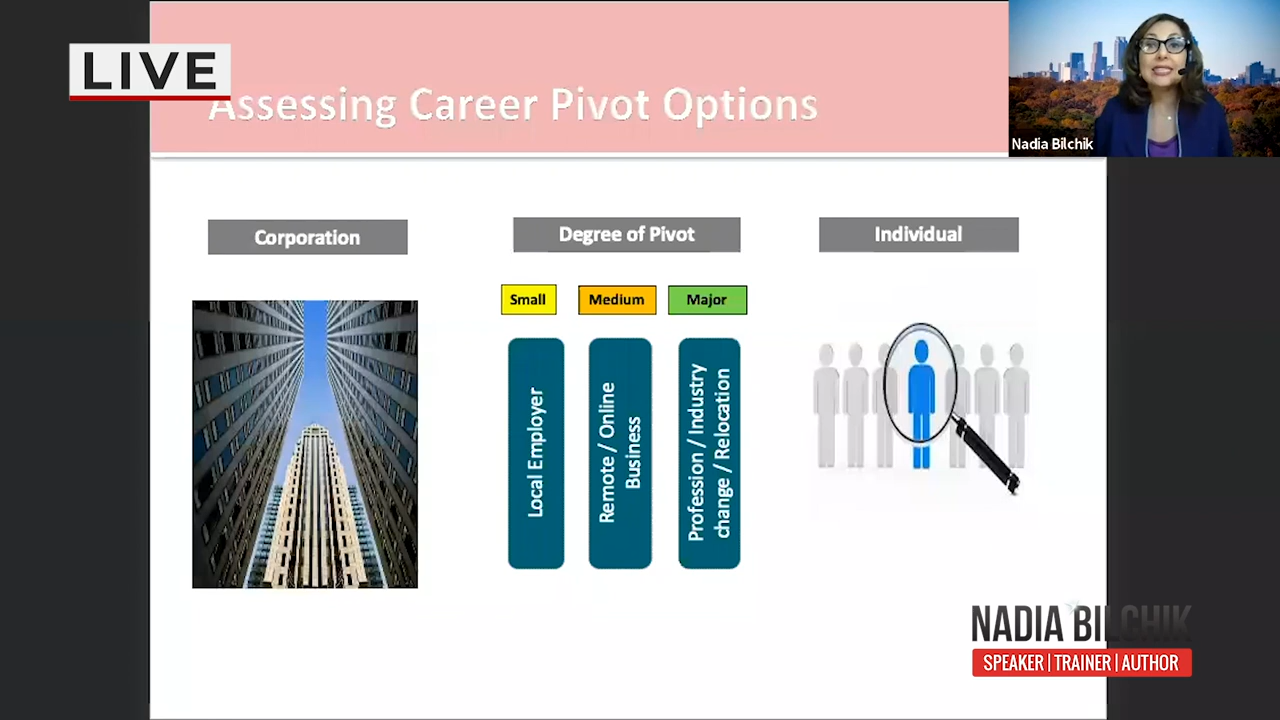 LIVE
Assessing Career Pivot Options
Nadia Bilchik
Corporation
Degree of Pivot
Individual
Small
Medium
Major
Local Employer
Remote / Online
Business
Profession / Industry
change / Relocation
NADIA BILCHIK
SPEAKER | TRAINER | AUTHOR